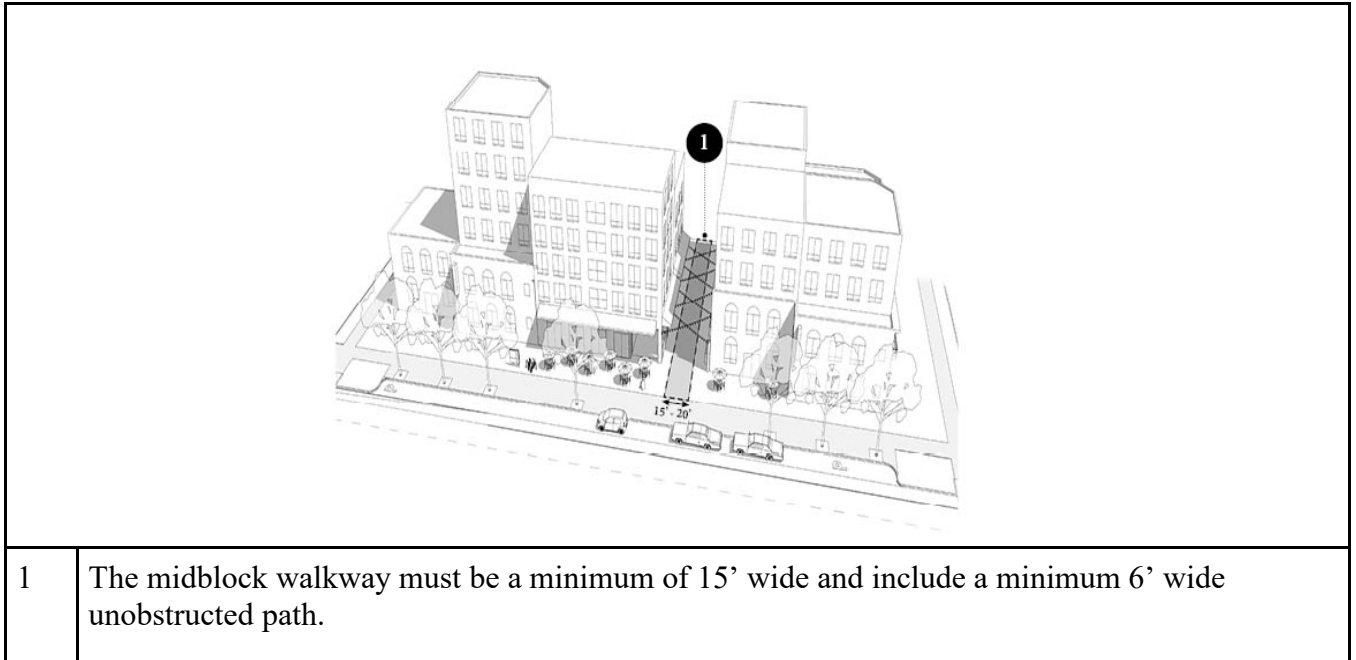 1
15’ - 20’
1 The midblock walkway must be a minimum of 15’ wide and include a minimum 6’ wide
unobstructed path.